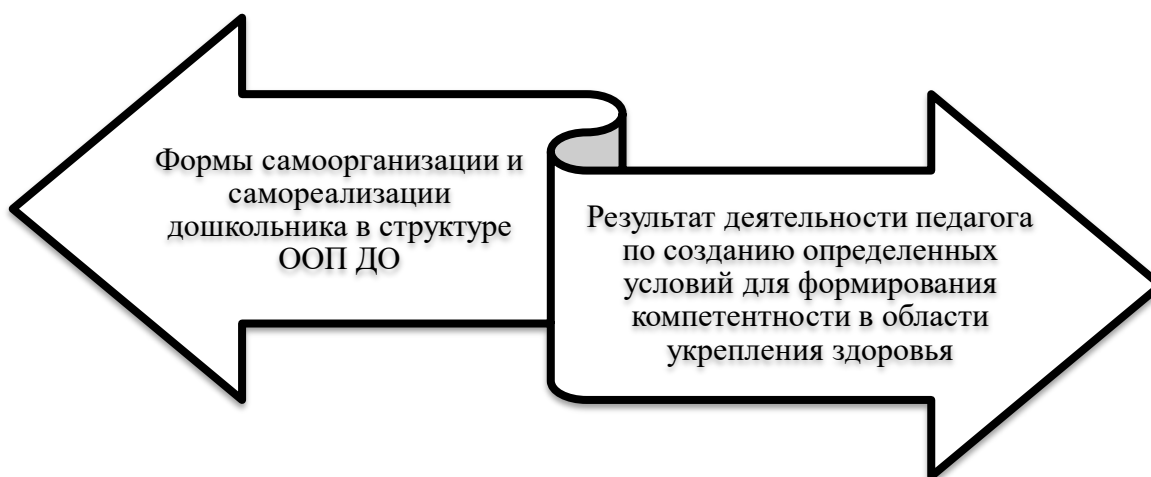 Формы самоорганизации и
самореализации
дошкольника в структуре
ООП ДО
Результат деятельности педагога
по созданию определенных
условий для формирования
компетентности в области
укрепления здоровья